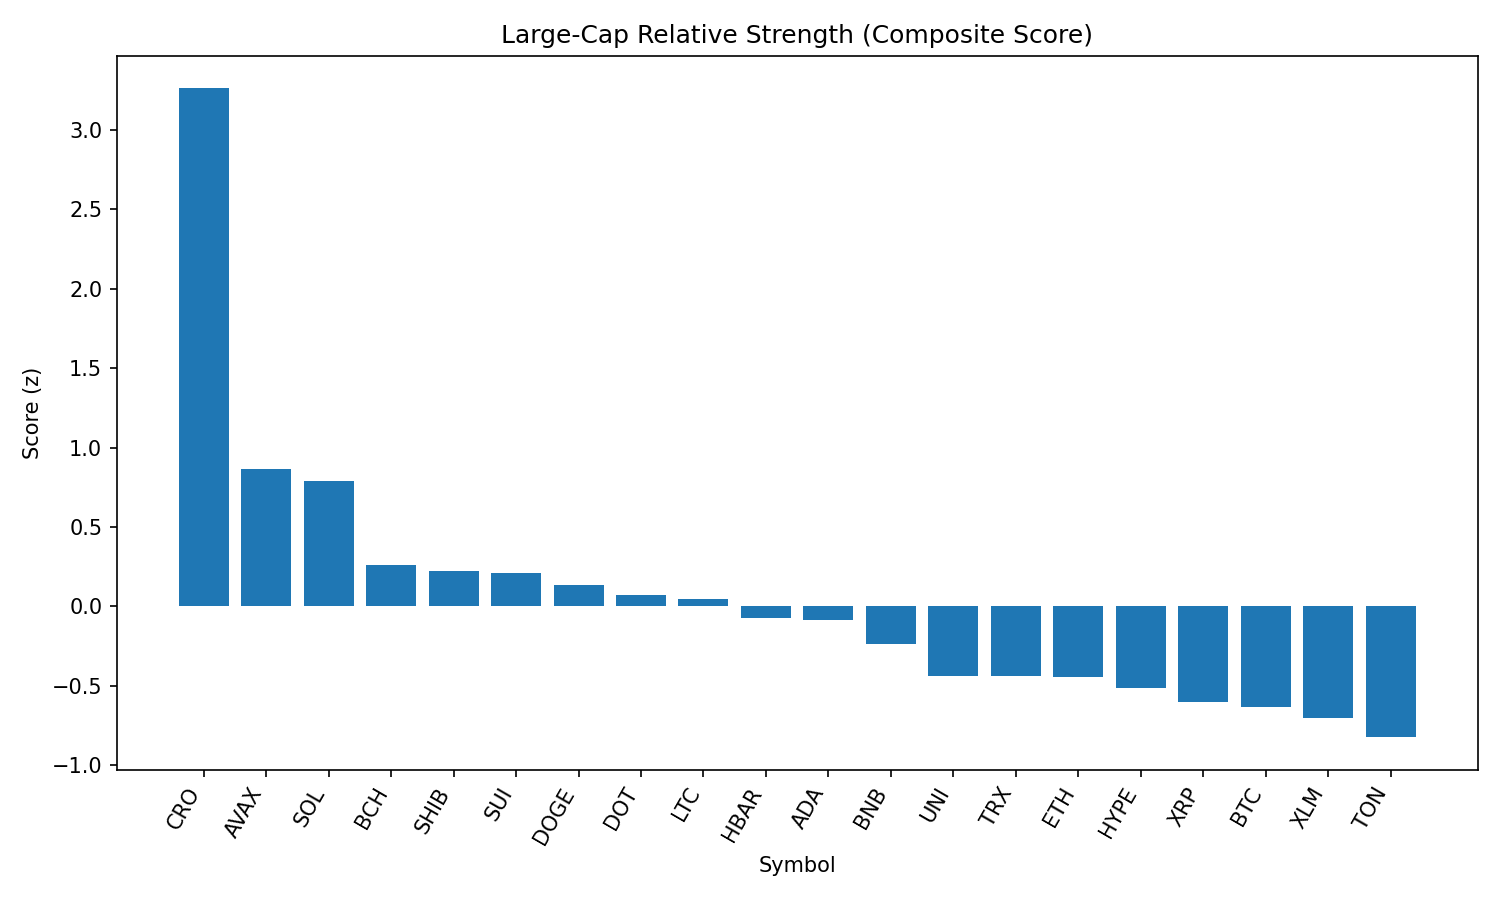 Large-Cap Relative Strength (Composite Score)
3.0
2.5
2.0
1.5
1.0
0.5
0.0
−0.5
−1.0
Score (z)
CRO
AVAX
SOL
BCH
SHIB
SUI
DOGE
DOT
LTC
HBAR
ADA
BNB
UNI
TRX
ETH
HYPE
XRP
BTC
XLM
TON
Symbol